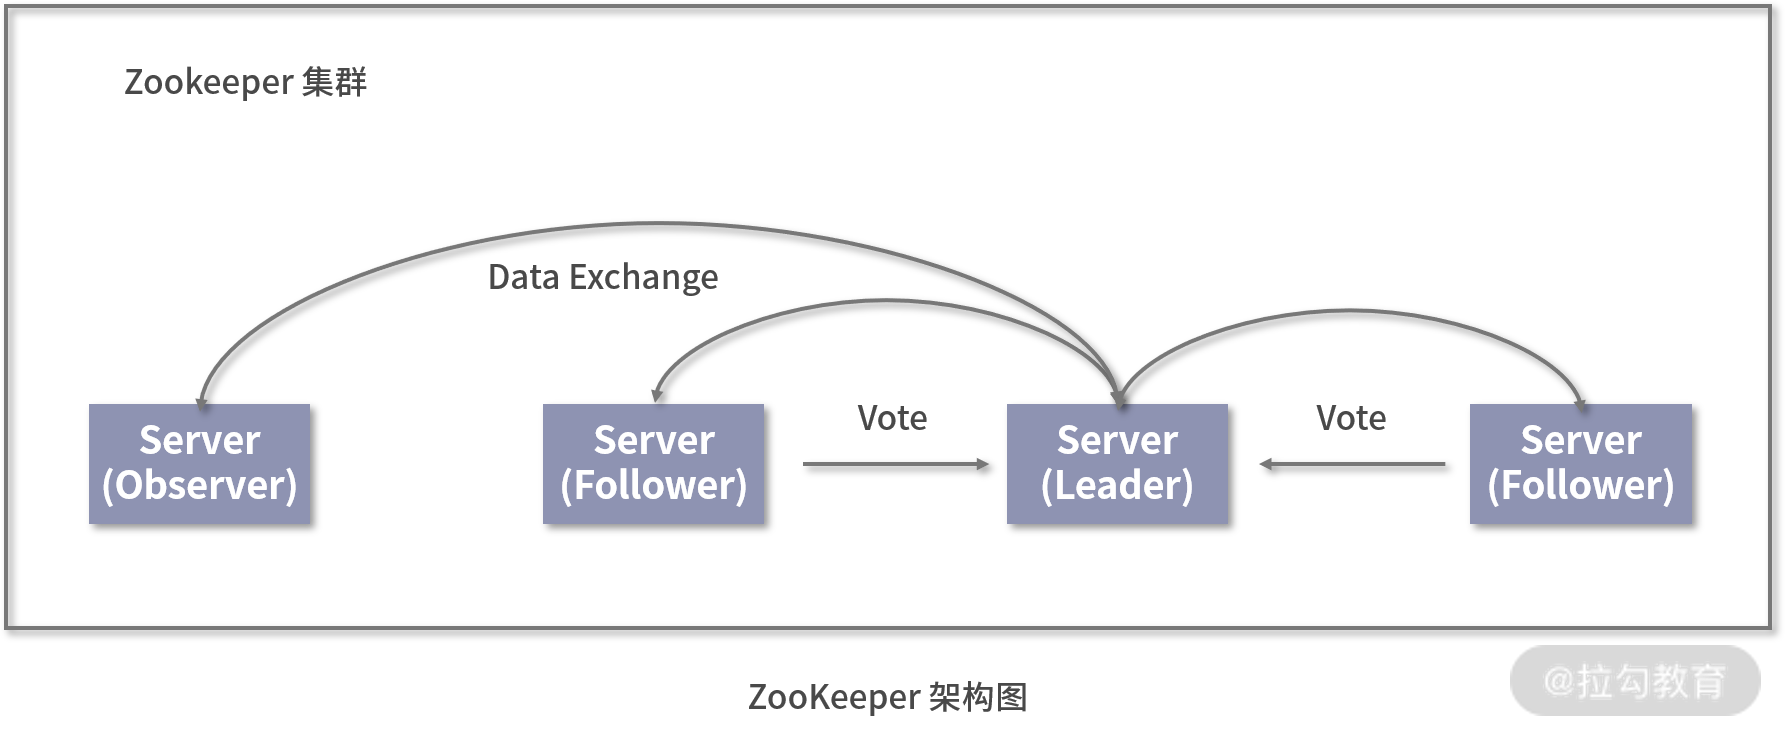 Zookeeper 集群
Data Exchange
Vote
Vote
Server
(Observer)
Server
(Follower)
Server
(Leader)
Server
(Follower)
ZooKeeper 架构图
@拉勾教育